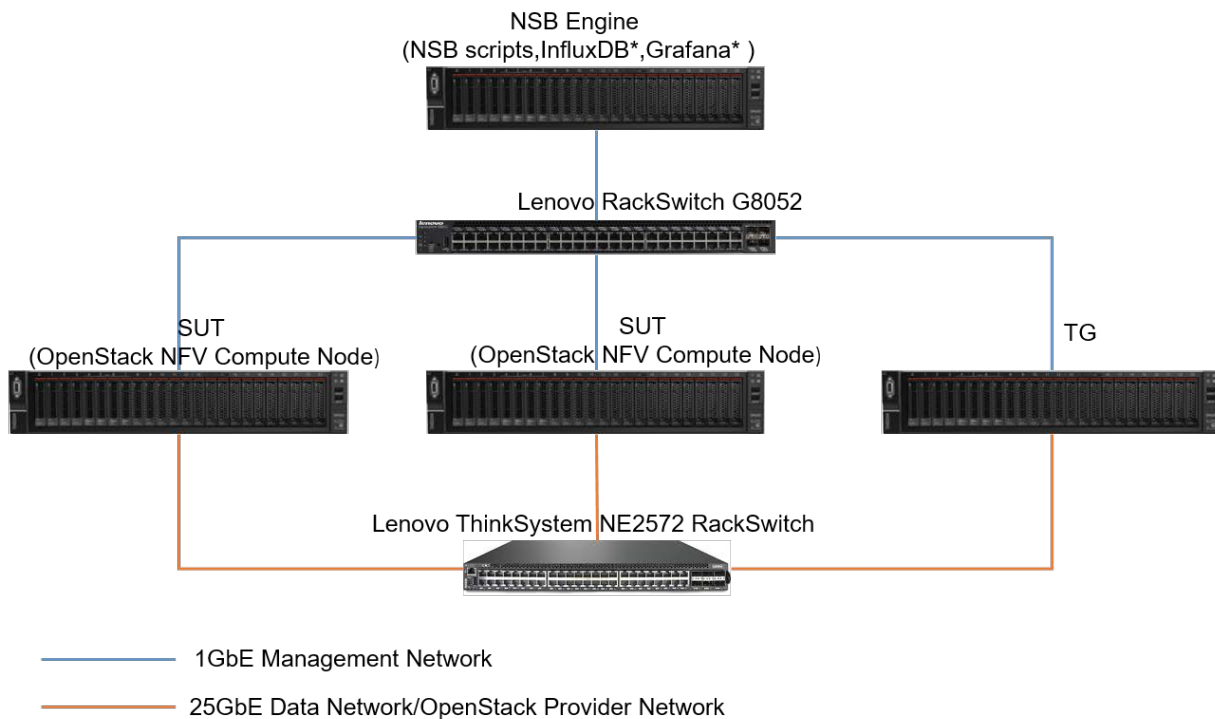 NSB Engine
(NSB scripts,InfluxDB*,Grafana* )
Lenovo RackSwitch G8052
SUT
(OpenStack NFV Compute Node)
SUT
(OpenStack NFV Compute Node)
TG
Lenovo ThinkSystem NE2572 RackSwitch
1GbE Management Network
25GbE Data Network/OpenStack Provider Network